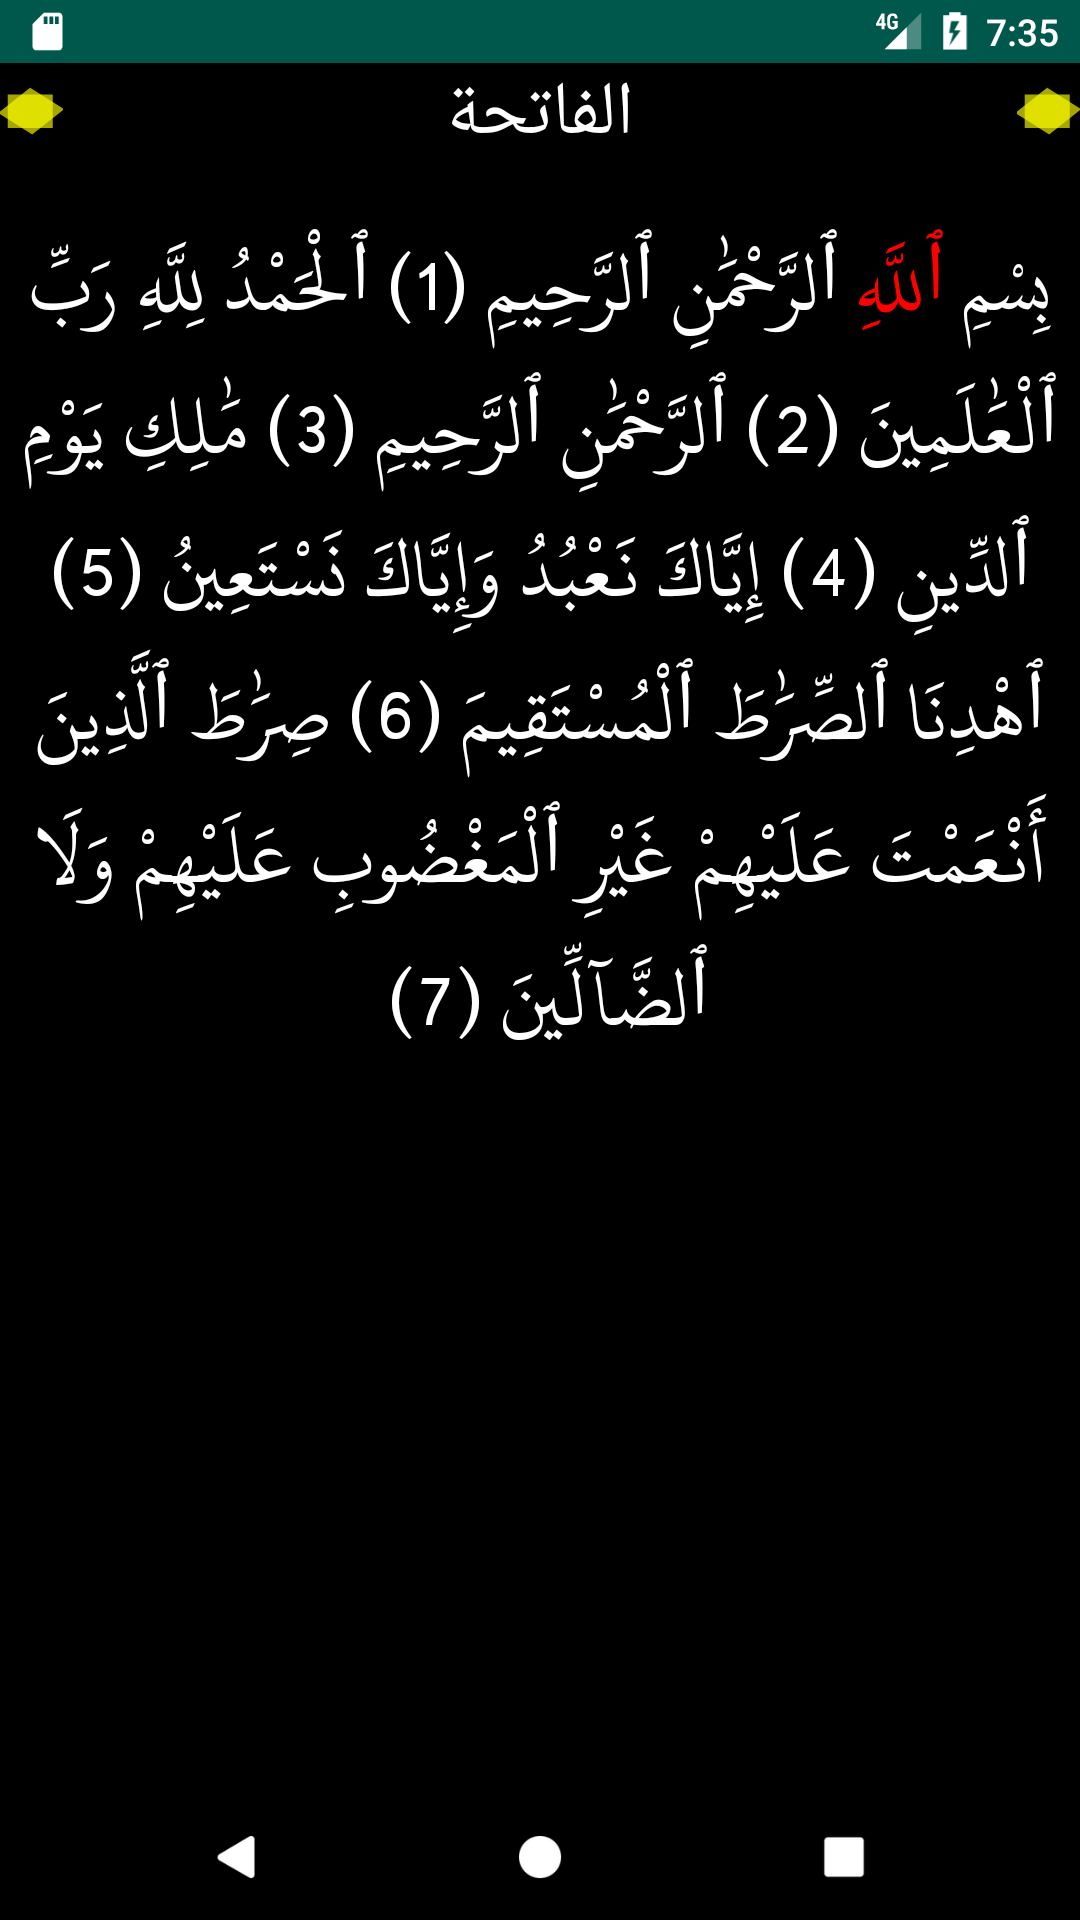 4G 7:35
الفاتحة
بِسْمِ ٱللَّهِ ٱلرَّحْمَٰنِ ٱلرَّحِيمِ (1) ٱلْحَمْدُ لِلَّهِ رَبِّ
ٱلْعَٰلَمِينَ (2) ٱلرَّحْمَٰنِ ٱلرَّحِيمِ (3) مَٰلِكِ يَوْمِ
ٱلدِّينِ (4) إِيَّاكَ نَعْبُدُ وَإِيَّاكَ نَسْتَعِينُ (5)
ٱهْدِنَا ٱلصِّرَٰطَ ٱلْمُسْتَقِيمَ (6) صِرَٰطَ ٱلَّذِينَ
أَنْعَمْتَ عَلَيْهِمْ غَيْرِ ٱلْمَغْضُوبِ عَلَيْهِمْ وَلَا
ٱلضَّآلِّينَ (7)